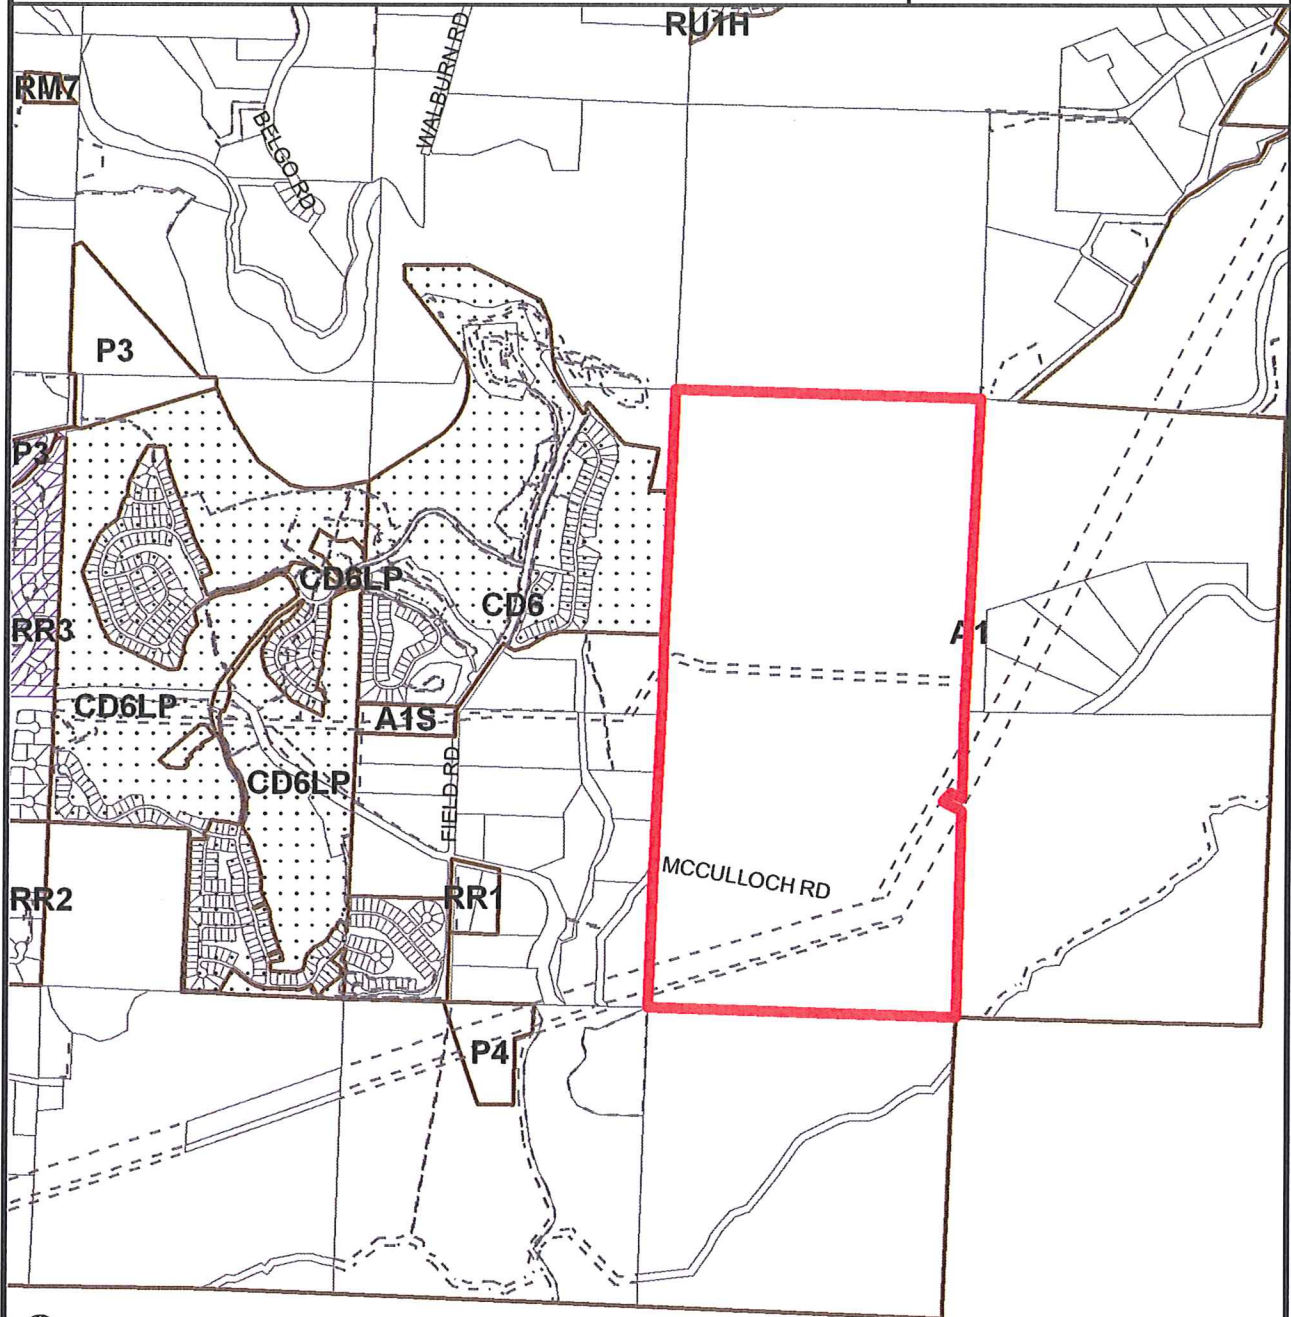 RU1H
WALBURN RD
RM7
BELGO RD
P3
P3
CD6LP
CD6
RR3
A1
CD6LP
A1S
CD6LP
FIELD RD
MCCULLOCH RD
RR2
RR1
P4